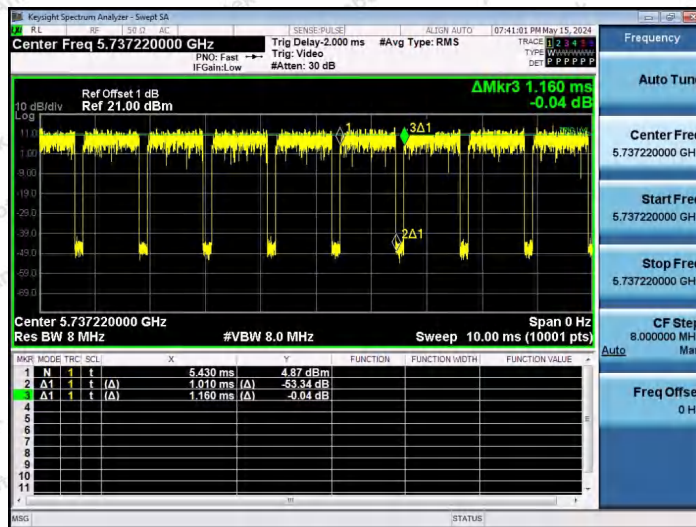 Keysight Spectrum Analyzer - Swept SA
RL RF 50 Ω AC SENSE:PULSE ALIGN AUTO 07:41:01 PM May 15, 2024
Center Freq 5.737220000 GHz
PNO: Fast
IFGain:Low
Trig Delay-2.000 ms
Trig: Video
#Atten: 30 dB
#Avg Type: RMS
TRACE 1 2 3 4 5 6
TYPE
DET P P P P P P
ΔMkr3 1.160 ms
-0.04 dB
Ref Offset 1 dB
10 dB/div Ref 21.00 dBm
Log
11.0
1.00
-9.00
-19.0
-29.0
-39.0
-49.0
-59.0
-69.0
1
3Δ1
2Δ1
Center 5.737220000 GHz Span 0 Hz
Res BW 8 MHz #VBW 8.0 MHz Sweep 10.00 ms (10001 pts)
MKR MODE TRC SCL X Y FUNCTION FUNCTION WIDTH FUNCTION VALUE
1 N 1 t 5.430 ms 4.87 dBm
2 Δ1 1 t (Δ) 1.010 ms (Δ) -53.34 dB
3 Δ1 1 t (Δ) 1.160 ms (Δ) -0.04 dB
4
5
6
7
8
9
10
11
MSG STATUS
Frequency
Auto Tune
Center Freq
5.737220000 GH
Start Freq
5.737220000 GH
Stop Freq
5.737220000 GH
CF Step
8.000000 MH
Auto Ma
Freq Offse
0 H